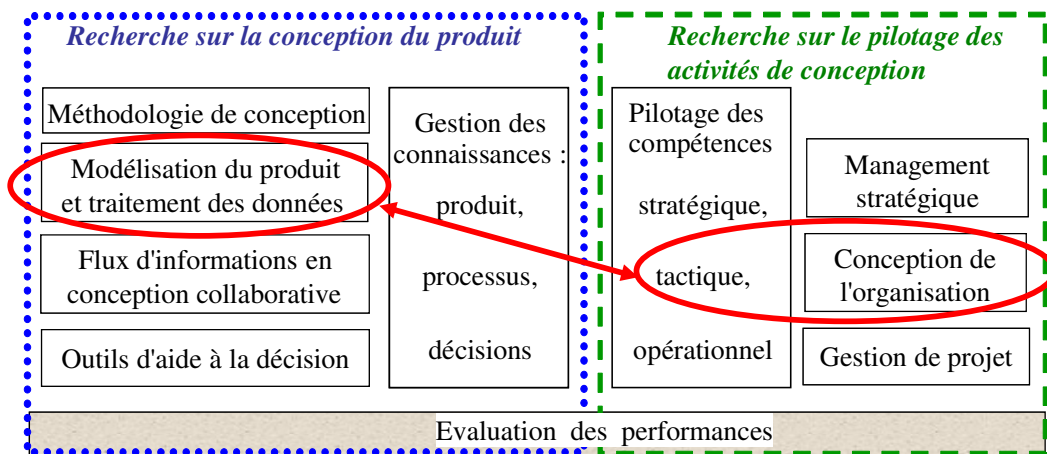 Recherche sur la conception du produit
Méthodologie de conception
Modélisation du produit
et traitement des données
Flux d'informations en
conception collaborative
Outils d'aide à la décision
Gestion des
connaissances :
produit,
processus,
décisions
Recherche sur le pilotage des
activités de conception
Pilotage des
compétences
stratégique,
tactique,
opérationnel
Management
stratégique
Conception de
l'organisation
Gestion de projet
Evaluation des performances